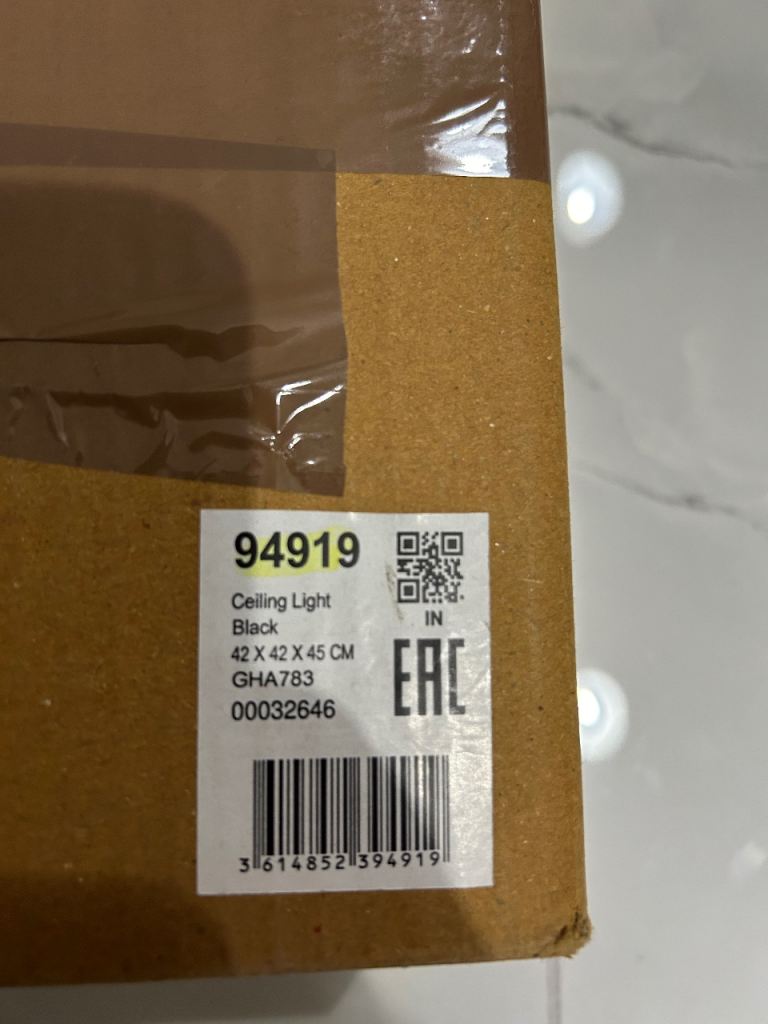 94919
Ceiling Light
Black
42 X 42 X 45 CM
GHA783
00032646
IN
EAC
3 614852 394919